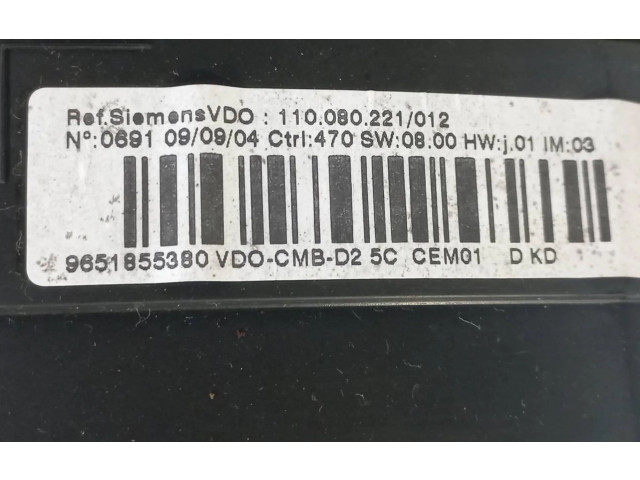 Ref.SiemensVDO : 110.080.221/012
N°:0691 09/09/04 Ctrl:470 SW:08.00 HW:j.01 IM:03
9651855380 VDO-CMB-D2 5C CEM01 D KD